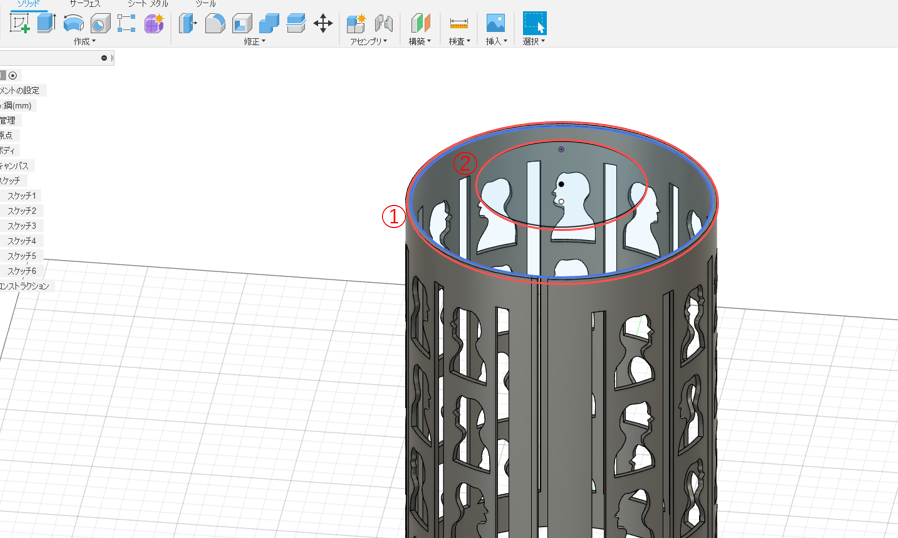 ソリッド サーフェス シート メタル ツール
作成▼ 修正▼ アセンブリ▼ 構築▼ 検査▼ 挿入▼ 選択▼
メントの設定
:鋼(mm)
管理
原点
ボディ
キャンバス
スケッチ
スケッチ1
スケッチ2
スケッチ3
スケッチ4
スケッチ5
スケッチ6
コンストラクション
②
①